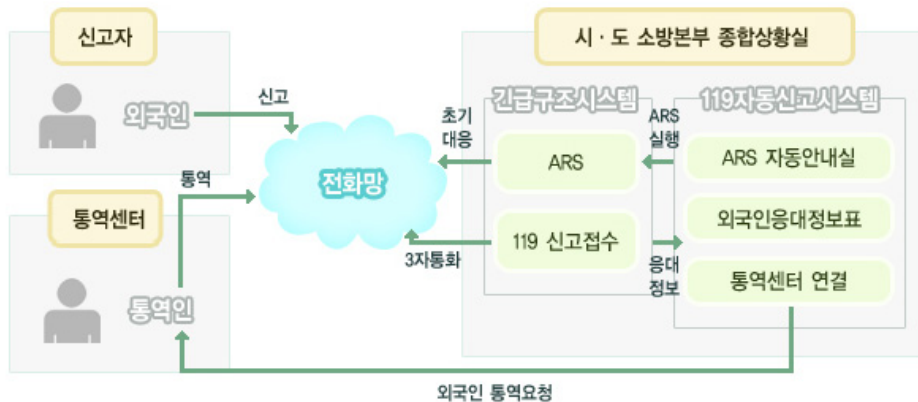 신고자
외국인
신고
통역센터
통역인
통역
전화망
시·도 소방본부 종합상황실
긴급구조시스템
초기
대응
ARS
3자통화
119 신고접수
ARS
실행
응대
정보
119자동신고시스템
ARS 자동안내실
외국인응대정보표
통역센터 연결
외국인 통역요청